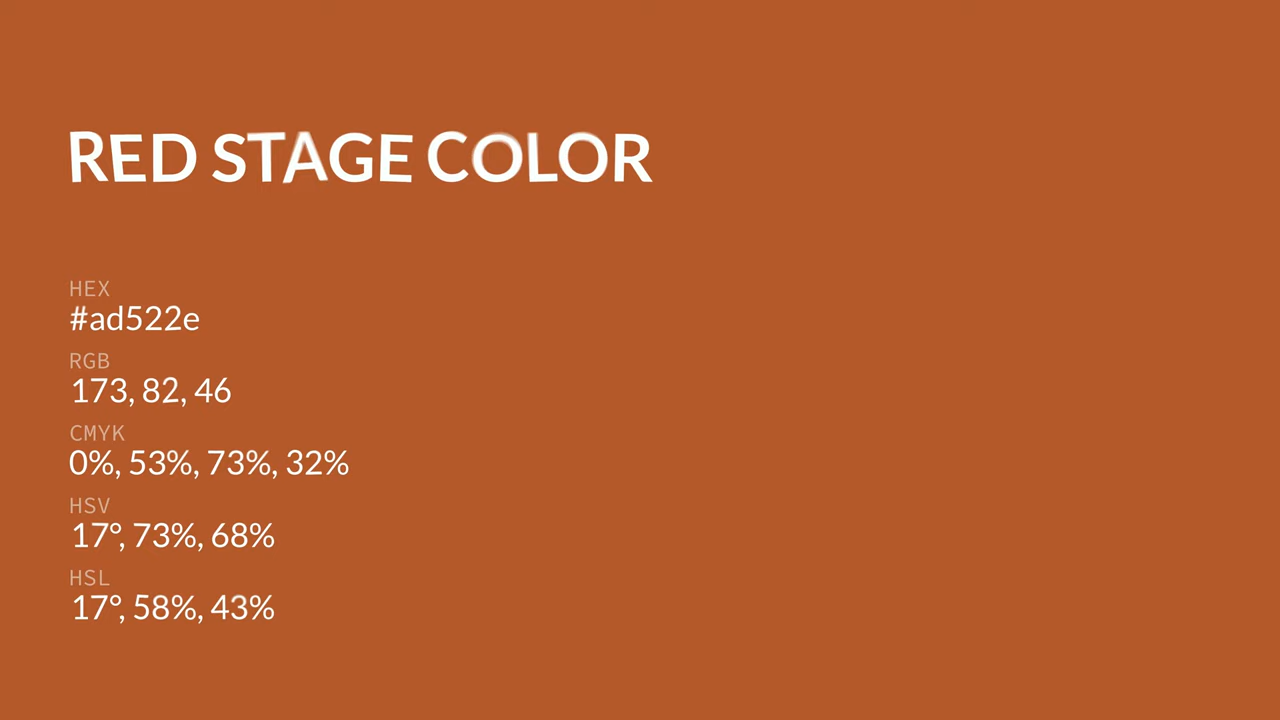 RED STAGE COLOR
HEX
#ad522e
RGB
173, 82, 46
CMYK
0%, 53%, 73%, 32%
HSV
17°, 73%, 68%
HSL
17°, 58%, 43%